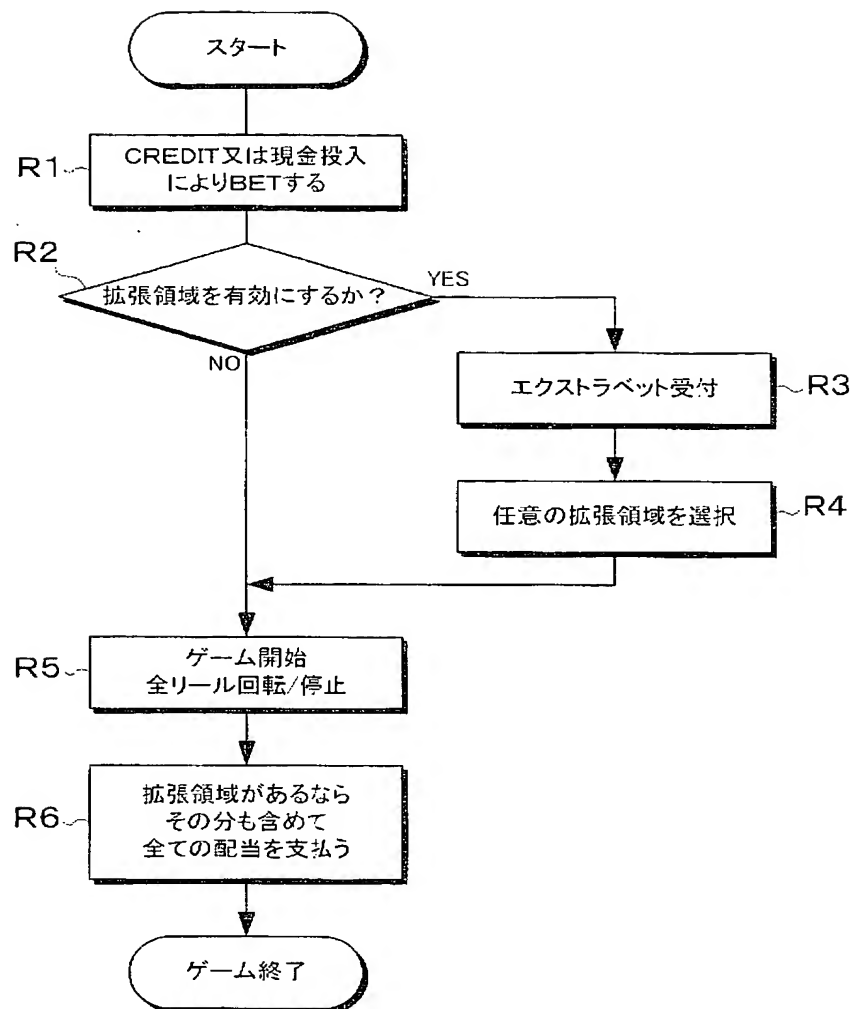 スタート
R1
CREDIT又は現金投入
によりBETする
R2
拡張領域を有効にするか？
YES
NO
エクストラベット受付
R3
任意の拡張領域を選択
R4
R5
ゲーム開始
全リール回転/停止
R6
拡張領域があるなら
その分も含めて
全ての配当を支払う
ゲーム終了